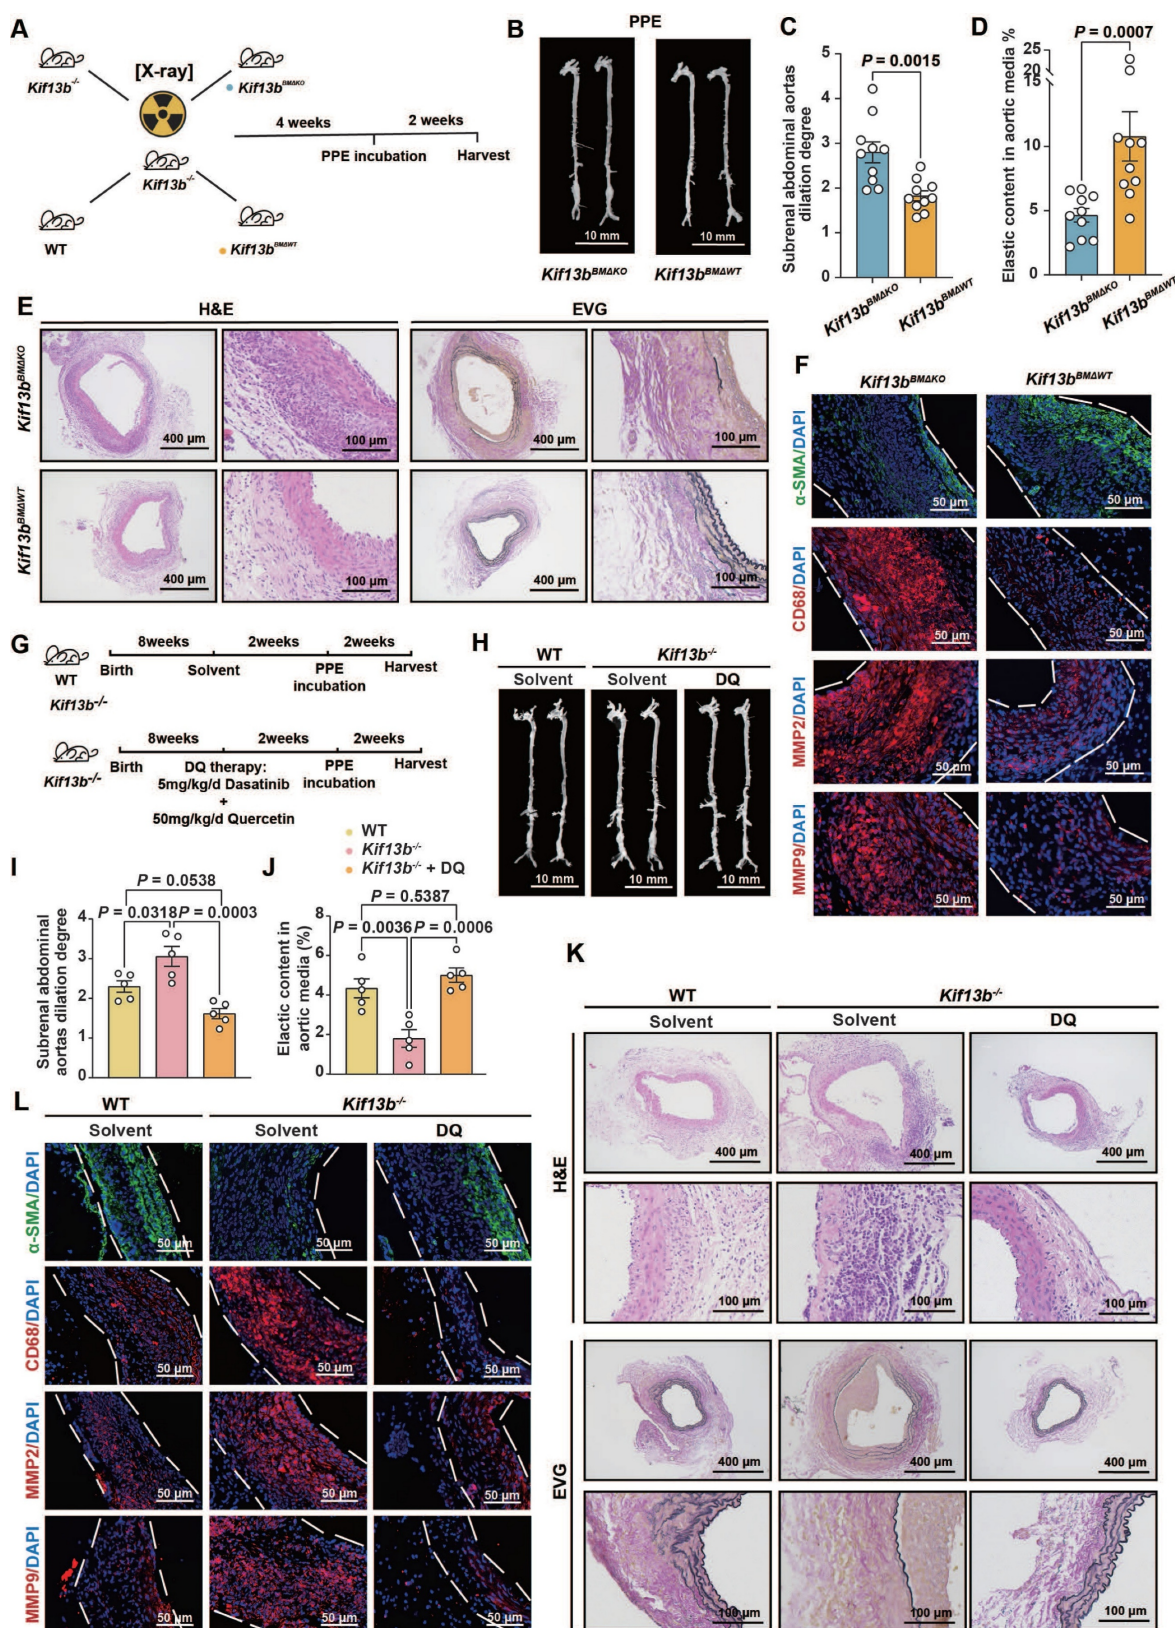 A
[X-ray]
Kif13b-/-
Kif13bBMΔKO
4 weeks
2 weeks
PPE incubation
Harvest
Kif13b-/-
WT
Kif13bBMΔWT
B
PPE
10 mm
10 mm
Kif13bBMΔKO
Kif13bBMΔWT
C
Subrenal abdominal aortas
dilation degree
5
4
3
2
1
0
P = 0.0015
Kif13bBMΔKO
Kif13bBMΔWT
D
Elastic content in aortic media %
25
20
15
10
5
0
P = 0.0007
Kif13bBMΔKO
Kif13bBMΔWT
E
H&E
EVG
Kif13bBMΔKO
400 µm
100 µm
400 µm
100 µm
Kif13bBMΔWT
400 µm
100 µm
400 µm
100 µm
F
Kif13bBMΔKO
Kif13bBMΔWT
α-SMA/DAPI
50 µm
50 µm
CD68/DAPI
50 µm
50 µm
MMP2/DAPI
50 µm
50 µm
MMP9/DAPI
50 µm
50 µm
G
8weeks
2weeks
2weeks
WT
Kif13b-/-
Birth
Solvent
PPE
incubation
Harvest
8weeks
2weeks
2weeks
Kif13b-/-
Birth
DQ therapy:
5mg/kg/d Dasatinib
+
50mg/kg/d Quercetin
PPE
incubation
Harvest
H
WT
Kif13b-/-
Solvent
Solvent
DQ
10 mm
10 mm
10 mm
WT
Kif13b-/-
Kif13b-/- + DQ
I
Subrenal abdominal
aortas dilation degree
4
3
2
1
P = 0.0538
P = 0.0318
P = 0.0003
J
Elactic content in
aortic media (%)
8
6
4
2
0
P = 0.5387
P = 0.0036
P = 0.0006
K
WT
Kif13b-/-
Solvent
Solvent
DQ
H&E
400 µm
400 µm
400 µm
100 µm
100 µm
100 µm
EVG
400 µm
400 µm
400 µm
100 µm
100 µm
100 µm
L
WT
Kif13b-/-
Solvent
Solvent
DQ
α-SMA/DAPI
50 µm
50 µm
50 µm
CD68/DAPI
50 µm
50 µm
50 µm
MMP2/DAPI
50 µm
50 µm
50 µm
MMP9/DAPI
50 µm
50 µm
50 µm